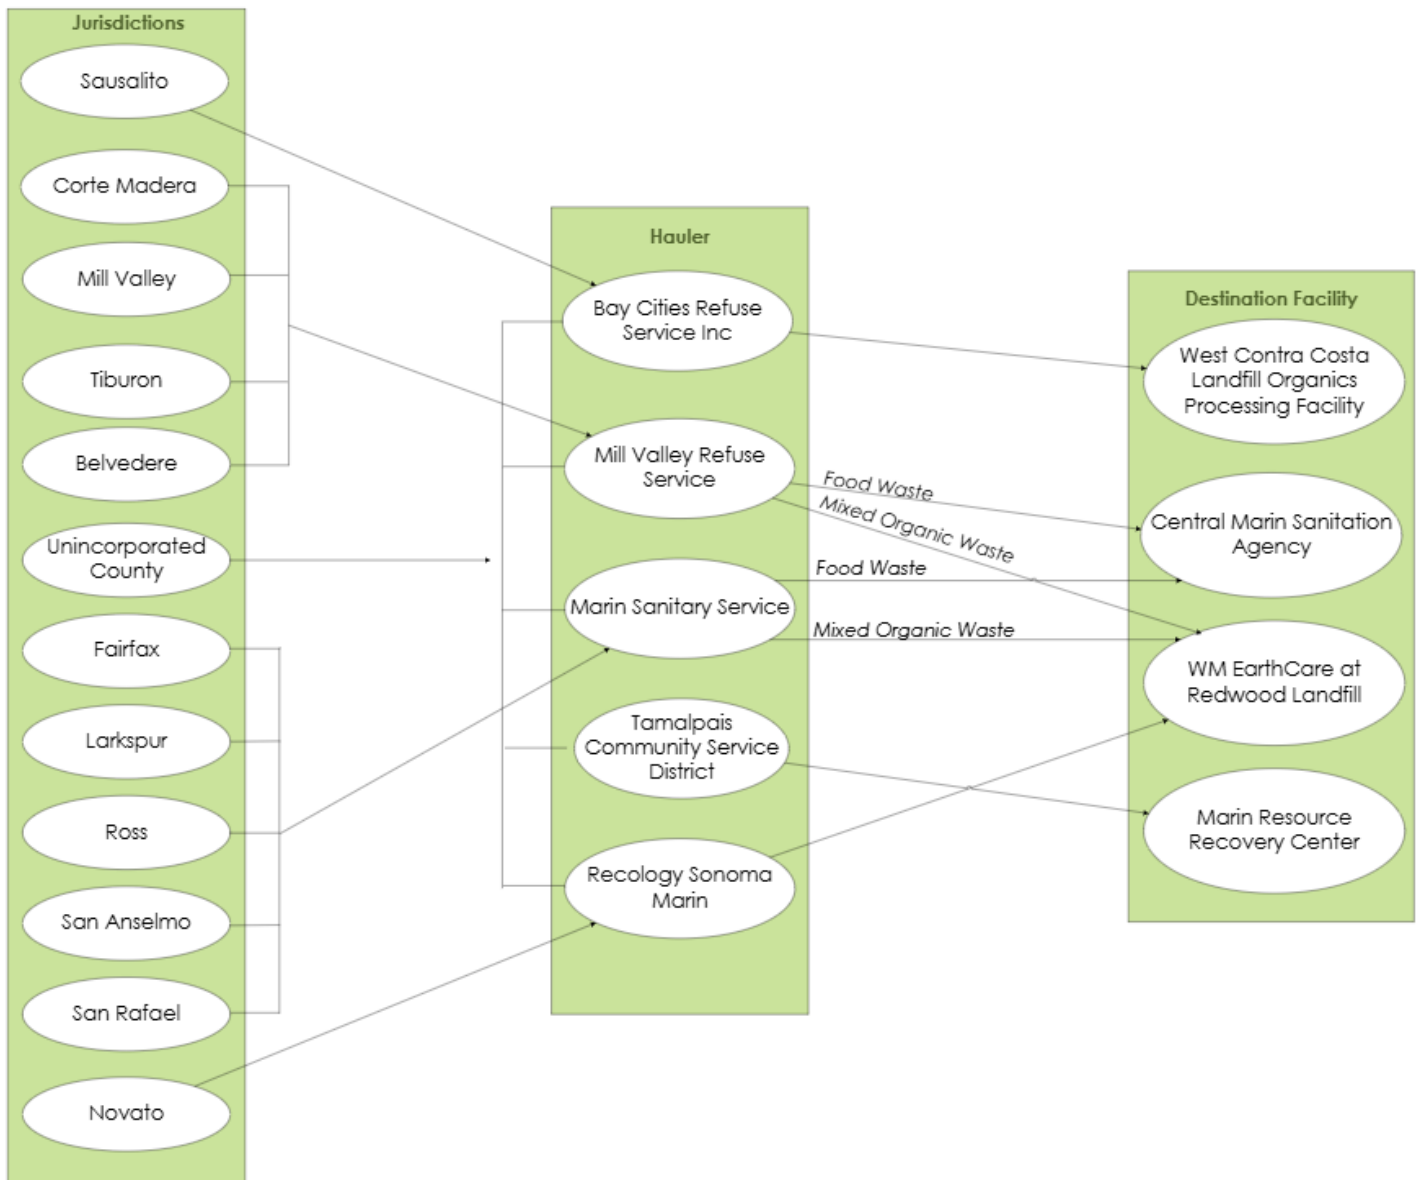 Jurisdictions
Sausalito
Corte Madera
Mill Valley
Tiburon
Belvedere
Unincorporated
County
Fairfax
Larkspur
Ross
San Anselmo
San Rafael
Novato
Hauler
Bay Cities Refuse
Service Inc
Mill Valley Refuse
Service
Marin Sanitary Service
Tamalpais
Community Service
District
Recology Sonoma
Marin
Food Waste
Mixed Organic Waste
Food Waste
Mixed Organic Waste
Destination Facility
West Contra Costa
Landfill Organics
Processing Facility
Central Marin Sanitation
Agency
WM EarthCare at
Redwood Landfill
Marin Resource
Recovery Center